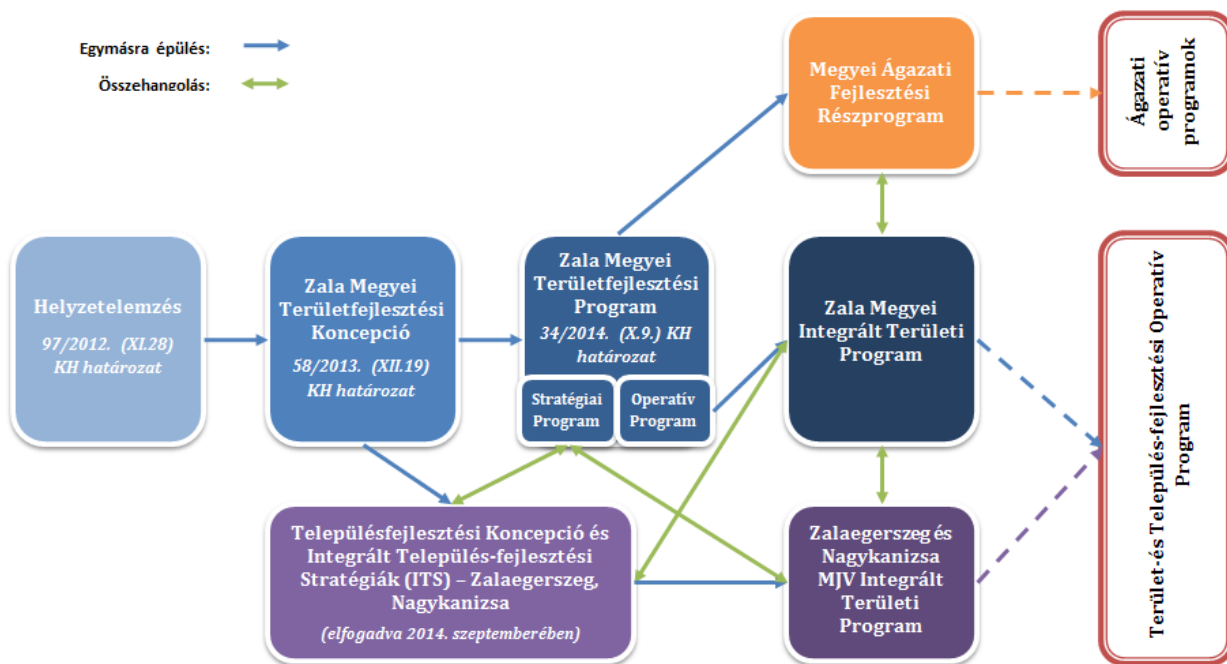 Egymásra épülés:
Összehangolás:
Megyei Ágazati
Fejlesztési
Részprogram
Ágazati
operatív
programok
Helyzetelemzés
97/2012. (XI.28)
KH határozat
Zala Megyei
Területfejlesztési
Koncepció
58/2013. (XII.19)
KH határozat
Zala Megyei
Területfejlesztési
Program
34/2014. (X.9.) KH
határozat
Stratégiai
Program
Operatív
Program
Zala Megyei
Integrált Területi
Program
Terület-és Település-fejlesztési Operatív
Program
Településfejlesztési Koncepció és
Integrált Település-fejlesztési
Stratégiák (ITS) – Zalaegerszeg,
Nagykanizsa
(elfogadva 2014. szeptemberében)
Zalaegerszeg és
Nagykanizsa
MJV Integrált
Területi
Program